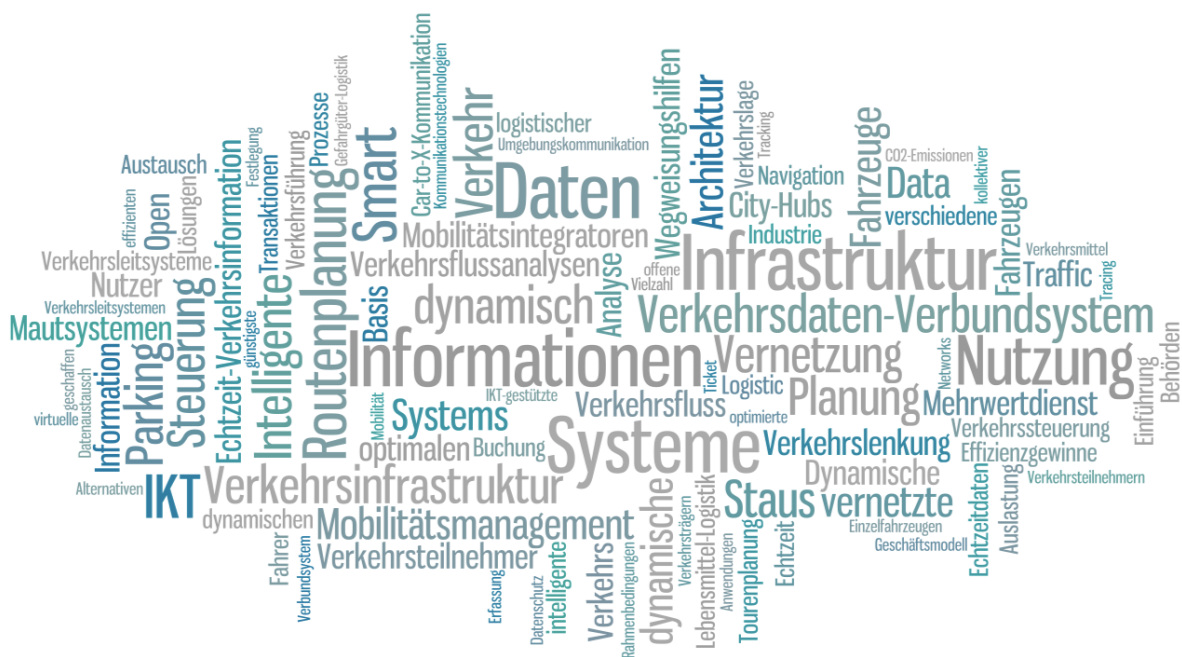 Austausch
effizienten
Open
Lösungen
Verkehrsleitsysteme
Nutzer
Verkehrsleitsystemen
Mautsystemen
geschaffen
virtuelle
Datenaustausch
Information
Parking
Steuerung
Echtzeit-Verkehrsinformation
Festlegung
günstigste
Transaktionen
Intelligente
Verkehrsführung
Prozesse
Gefahrgüter-Logistik
Routenplanung
Smart
Basis
Car-to-X-Kommunikation
Kommunikationstechnologien
Verkehr
logistischer
Umgebungskommunikation
Daten
Mobilitätsintegratoren
Verkehrsflussanalysen
dynamisch
Analyse
offene
Vielzahl
Wegweisungshilfen
Architektur
Verkehrslage
Tracking
Navigation
City-Hubs
Industrie
Fahrzeuge
CO2-Emissionen
Data
kollektiver
verschiedene
Fahrzeugen
Infrastruktur
Verkehrsmittel
Traffic
Tracing
Verkehrsdaten-Verbundsystem
Informationen
Vernetzung
Networks
Nutzung
Behörden
Einführung
Ticket
Logistic
Planung
Mehrwertdienst
Mobilität
IKT-gestützte
Systems
Verkehrsfluss
optimierte
Verkehrssteuerung
optimalen
Buchung
Systeme
Verkehrslenkung
Effizienzgewinne
Dynamische
Verkehrsteilnehmern
Alternativen
IKT
Verkehrsinfrastruktur
Staus
vernetzte
Echtzeitdaten
Auslastung
dynamischen
Mobilitätsmanagement
dynamische
Verkehrsträgern
Lebensmittel-Logistik
Anwendungen
Tourenplanung
Echtzeit
Einzelfahrzeugen
Geschäftsmodell
Fahrer
Verbundsystem
Verkehrsteilnehmer
Erfassung
Datenschutz
intelligente
Verkehrs
Rahmenbedingungen